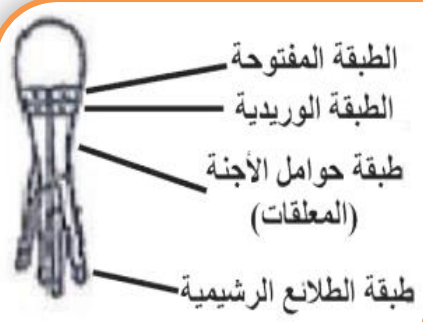 الطبقة المفتوحة
الطبقة الوريدية
طبقة حوامل الأجنة
(المعلقات)
طبقة الطلائع الرشيمية